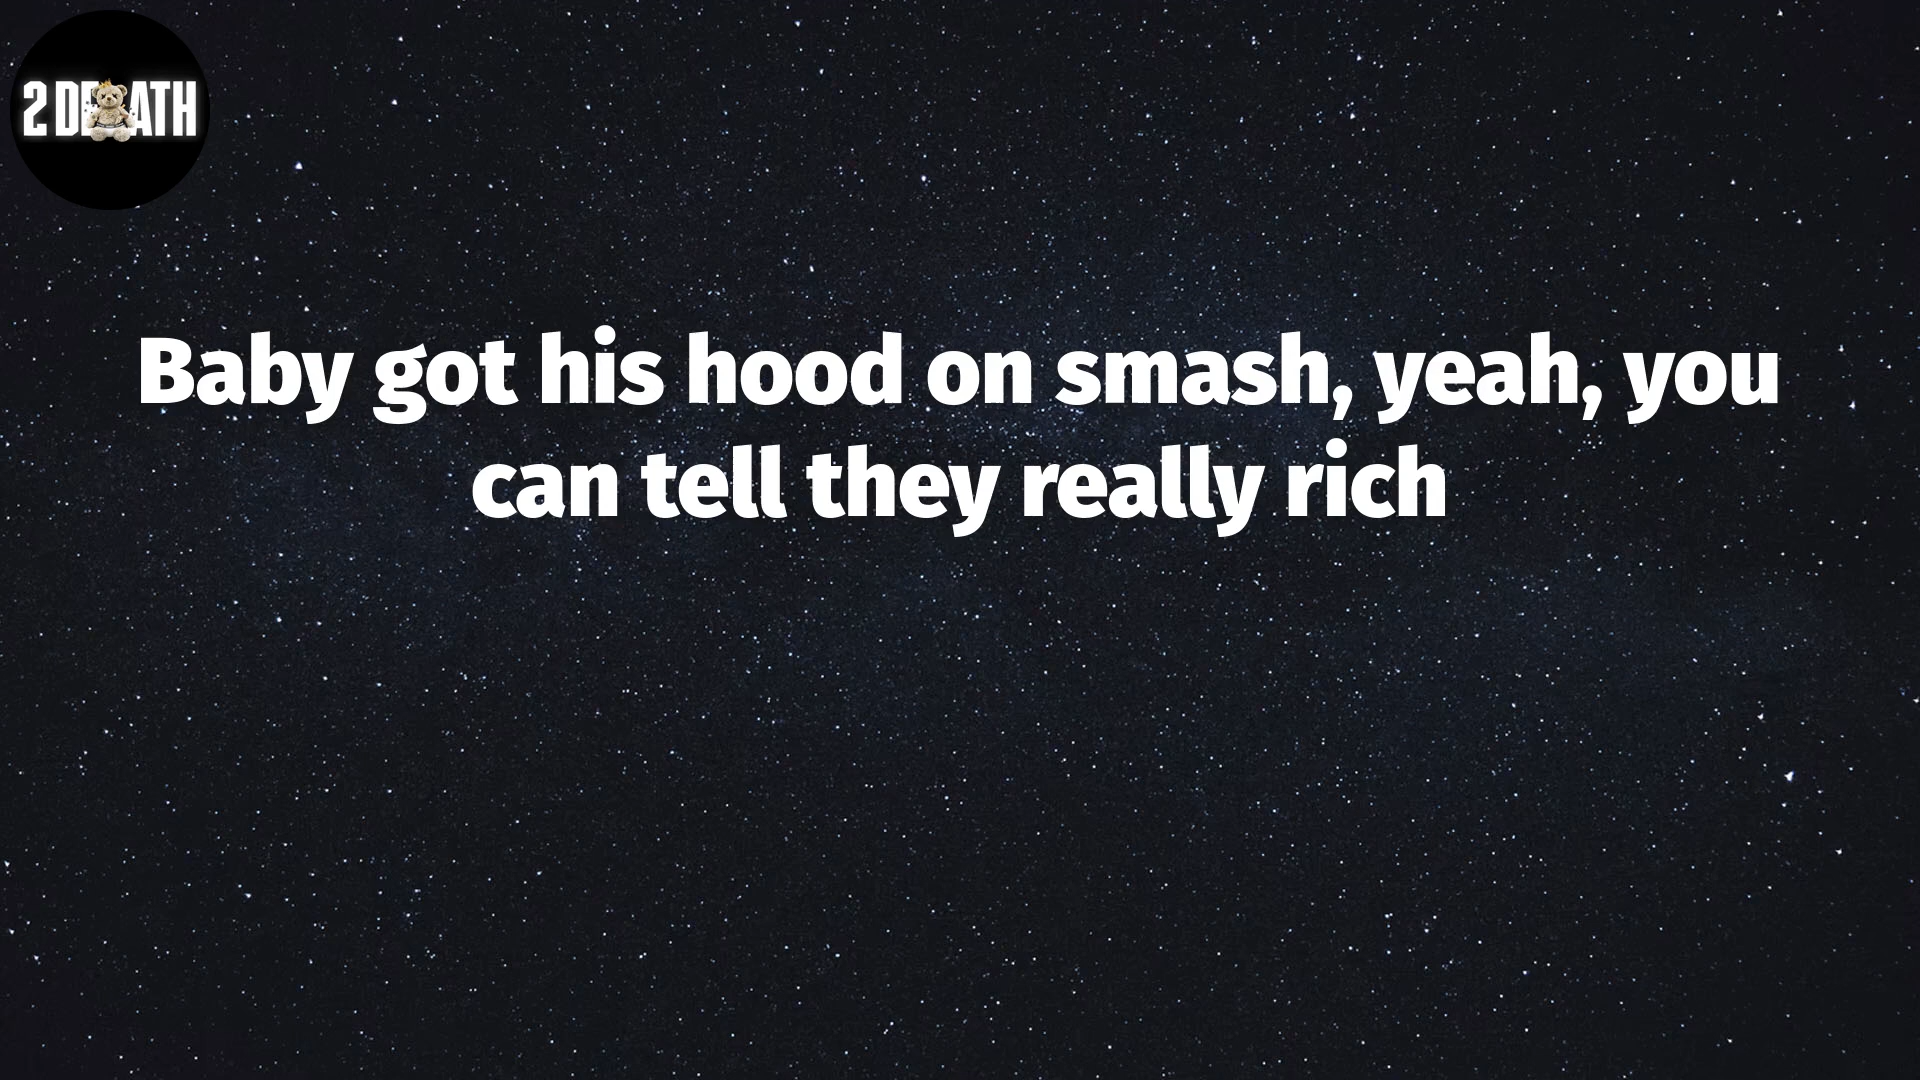 2 DEATH
Baby got his hood on smash, yeah, you
can tell they really rich